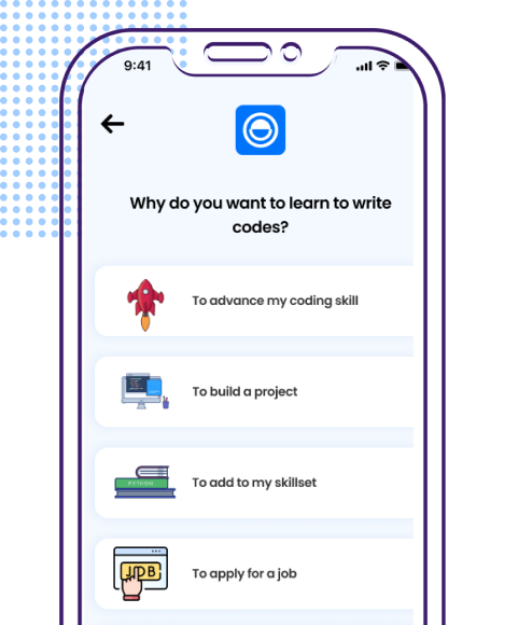 9:41
Why do you want to learn to write
codes?
To advance my coding skill
To build a project
PYTHON
To add to my skillset
JOB
To apply for a job